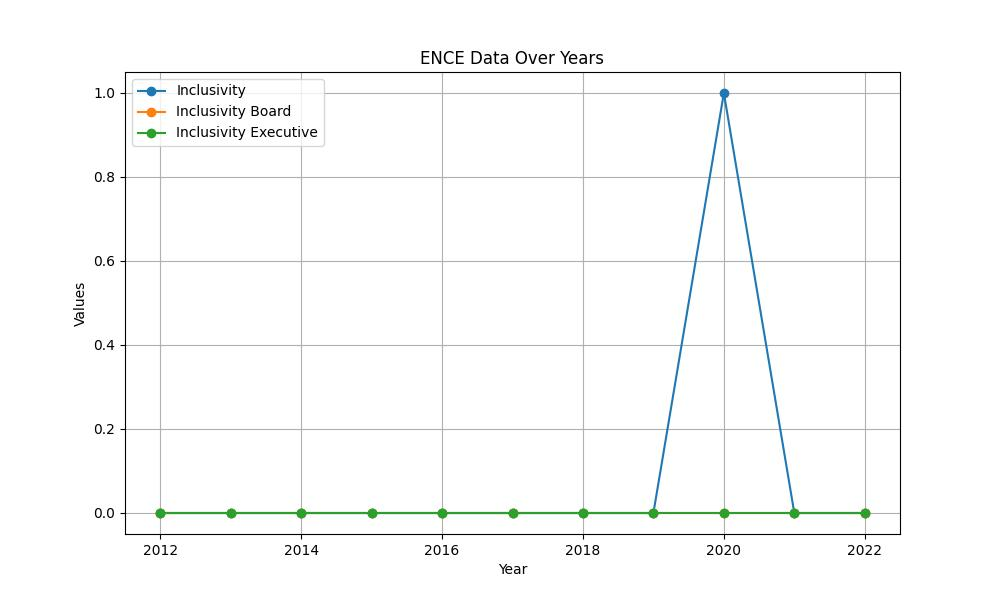 ENCE Data Over Years
Inclusivity
Inclusivity Board
Inclusivity Executive
1.0
0.8
0.6
0.4
0.2
0.0
Values
2012 2014 2016 2018 2020 2022
Year